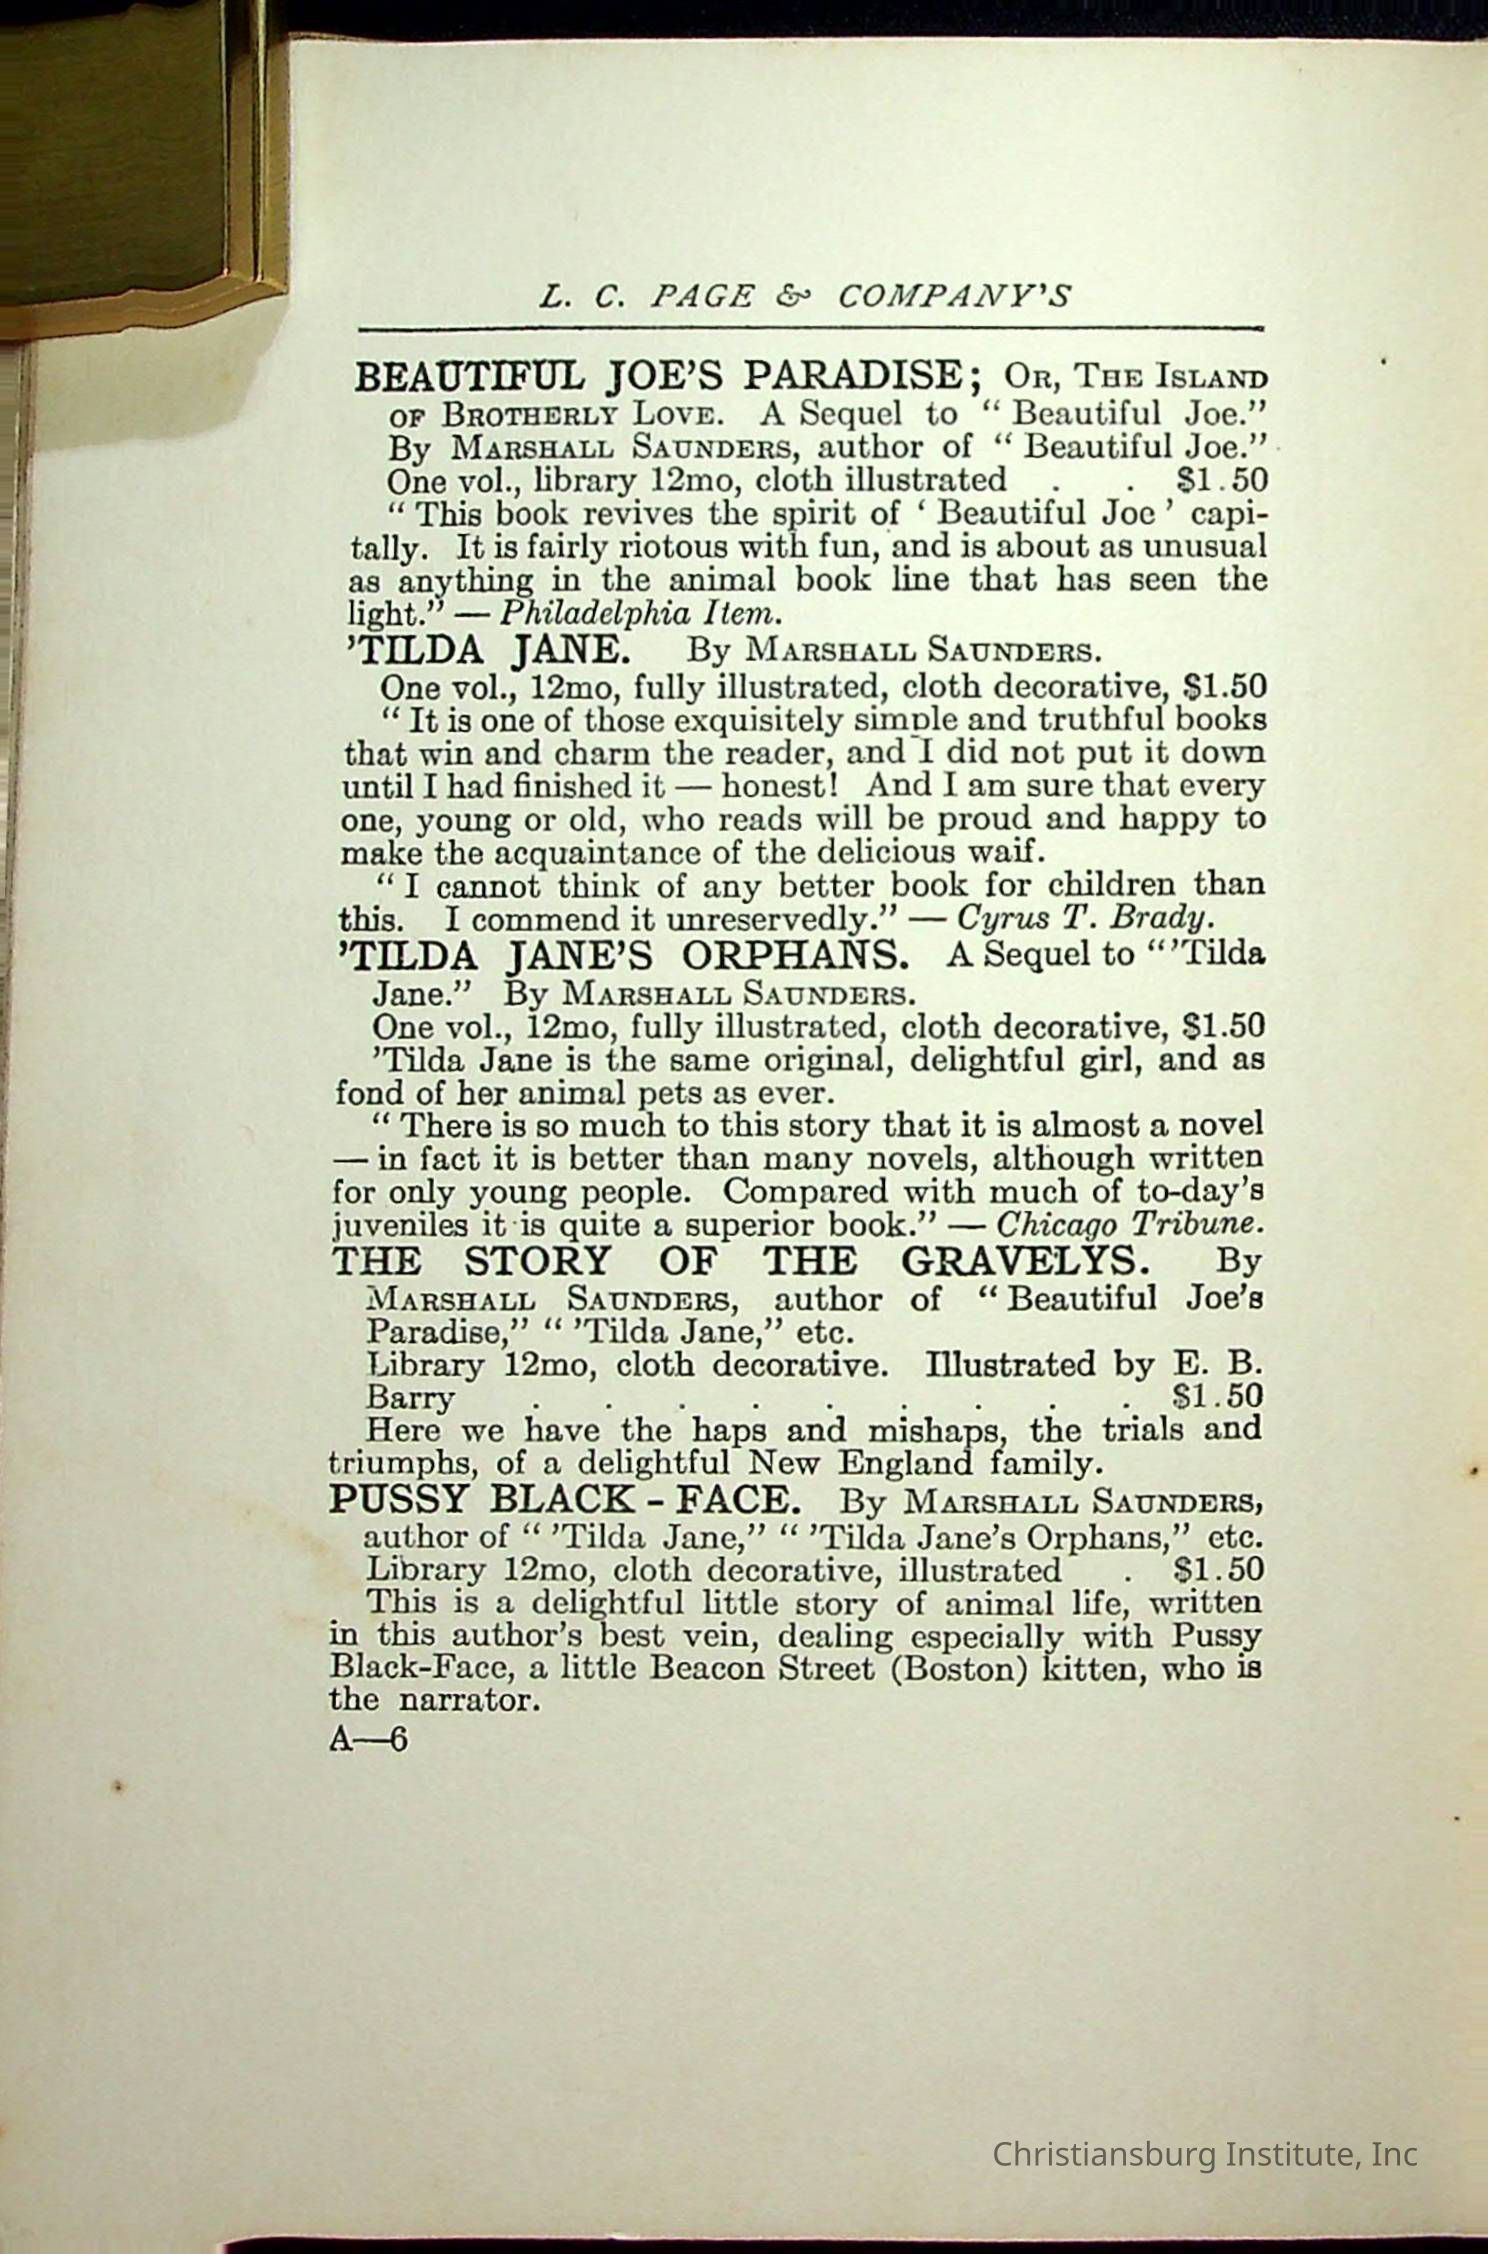 L. C. PAGE & COMPANY'S
BEAUTIFUL JOE'S PARADISE; OR, THE ISLAND
OF BROTHERLY LOVE. A Sequel to “ Beautiful Joe.”
By MARSHALL SAUNDERS, author of “ Beautiful Joe.”
One vol., library 12mo, cloth illustrated . . $1.50
“ This book revives the spirit of ‘ Beautiful Joe ’ capi-
tally. It is fairly riotous with fun, and is about as unusual
as anything in the animal book line that has seen the
light.” — Philadelphia Item.
’TILDA JANE. By MARSHALL SAUNDERS.
One vol., 12mo, fully illustrated, cloth decorative, $1.50
“ It is one of those exquisitely simple and truthful books
that win and charm the reader, and I did not put it down
until I had finished it — honest! And I am sure that every
one, young or old, who reads will be proud and happy to
make the acquaintance of the delicious waif.
“ I cannot think of any better book for children than
this. I commend it unreservedly.” — Cyrus T. Brady.
’TILDA JANE’S ORPHANS. A Sequel to “ ’Tilda
Jane.” By MARSHALL SAUNDERS.
One vol., 12mo, fully illustrated, cloth decorative, $1.50
’Tilda Jane is the same original, delightful girl, and as
fond of her animal pets as ever.
“ There is so much to this story that it is almost a novel
— in fact it is better than many novels, although written
for only young people. Compared with much of to-day’s
juveniles it is quite a superior book.” — Chicago Tribune.
THE STORY OF THE GRAVELYS. By
MARSHALL SAUNDERS, author of “ Beautiful Joe’s
Paradise,” “ ’Tilda Jane,” etc.
Library 12mo, cloth decorative. Illustrated by E. B.
Barry . . . . . . . . . $1.50
Here we have the haps and mishaps, the trials and
triumphs, of a delightful New England family.
PUSSY BLACK - FACE. By MARSHALL SAUNDERS,
author of “ ’Tilda Jane,” “ ’Tilda Jane’s Orphans,” etc.
Library 12mo, cloth decorative, illustrated . $1.50
This is a delightful little story of animal life, written
in this author’s best vein, dealing especially with Pussy
Black-Face, a little Beacon Street (Boston) kitten, who is
the narrator.
A—6
Christiansburg Institute, Inc